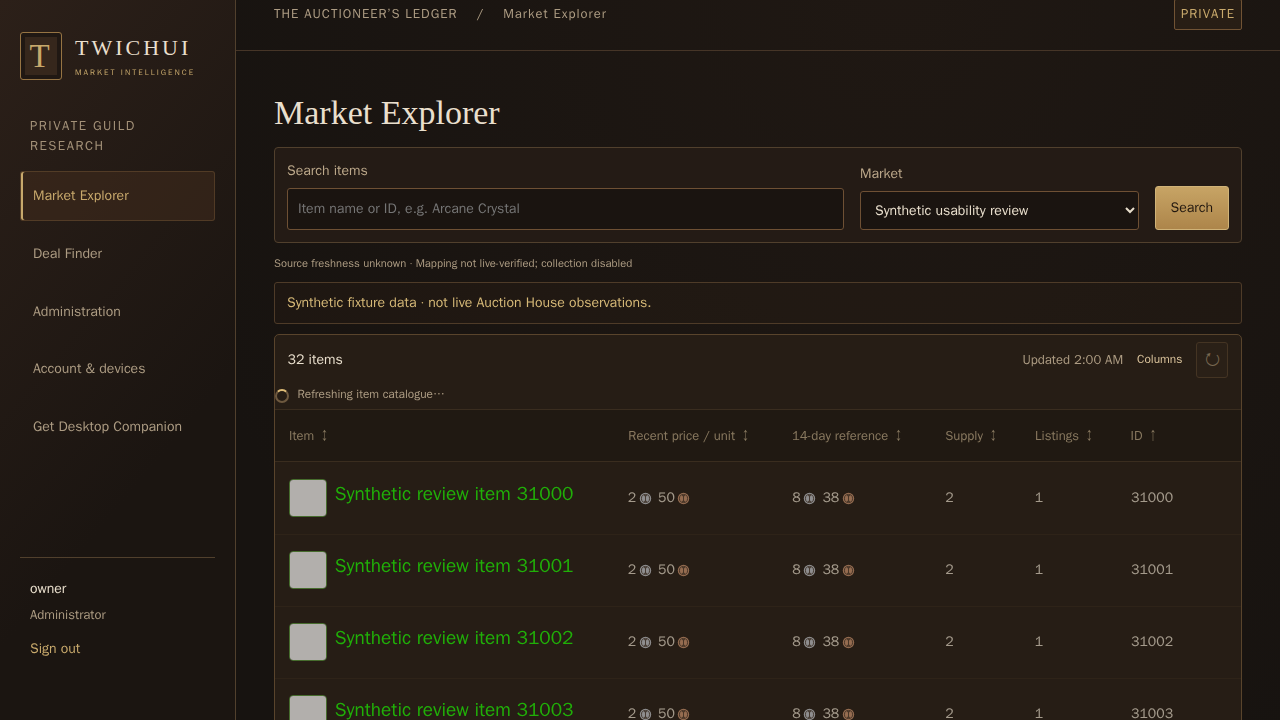 THE AUCTIONEER'S LEDGER / Market Explorer
PRIVATE
T
TWICHUI
MARKET INTELLIGENCE
PRIVATE GUILD
RESEARCH
Market Explorer
Deal Finder
Administration
Account & devices
Get Desktop Companion
owner
Administrator
Sign out
Market Explorer
Search items
Item name or ID, e.g. Arcane Crystal
Market
Synthetic usability review
Search
Source freshness unknown · Mapping not live-verified; collection disabled
Synthetic fixture data · not live Auction House observations.
32 items
Updated 2:00 AM Columns
Refreshing item catalogue…
Item ↕ Recent price / unit ↕ 14-day reference ↕ Supply ↕ Listings ↕ ID ↑
Synthetic review item 31000 2 50 8 38 2 1 31000
Synthetic review item 31001 2 50 8 38 2 1 31001
Synthetic review item 31002 2 50 8 38 2 1 31002
Synthetic review item 31003 2 50 8 38 2 1 31003